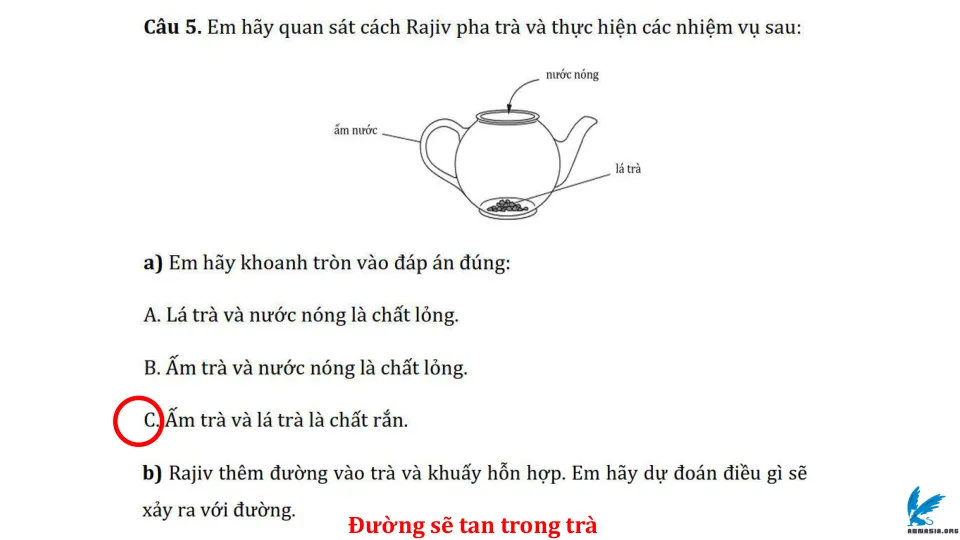 Câu 5. Em hãy quan sát cách Rajiv pha trà và thực hiện các nhiệm vụ sau:
nước nóng
ấm nước
lá trà
a) Em hãy khoanh tròn vào đáp án đúng:
A. Lá trà và nước nóng là chất lỏng.
B. Ấm trà và nước nóng là chất lỏng.
C. Ấm trà và lá trà là chất rắn.
b) Rajiv thêm đường vào trà và khuấy hỗn hợp. Em hãy dự đoán điều gì sẽ
xảy ra với đường.
Đường sẽ tan trong trà
ANMASIA.ORG